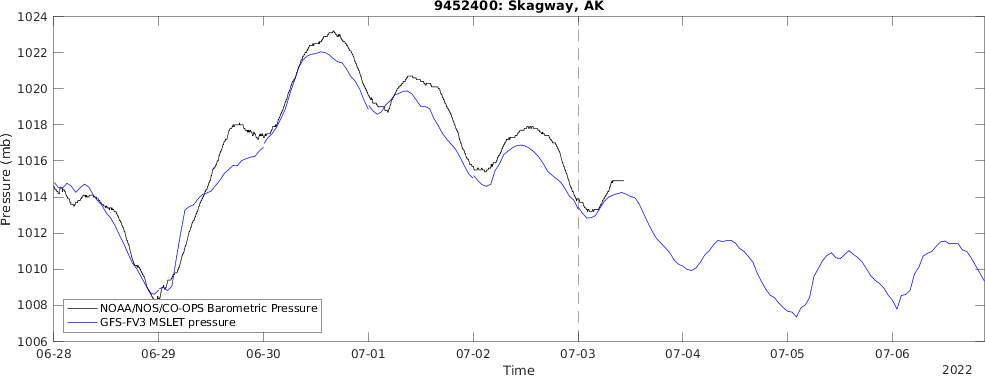 9452400: Skagway, AK
1024
1022
1020
1018
1016
1014
1012
1010
1008
1006
Pressure (mb)
NOAA/NOS/CO-OPS Barometric Pressure
GFS-FV3 MSLET pressure
06-28 06-29 06-30 07-01 07-02 07-03 07-04 07-05 07-06
Time
2022